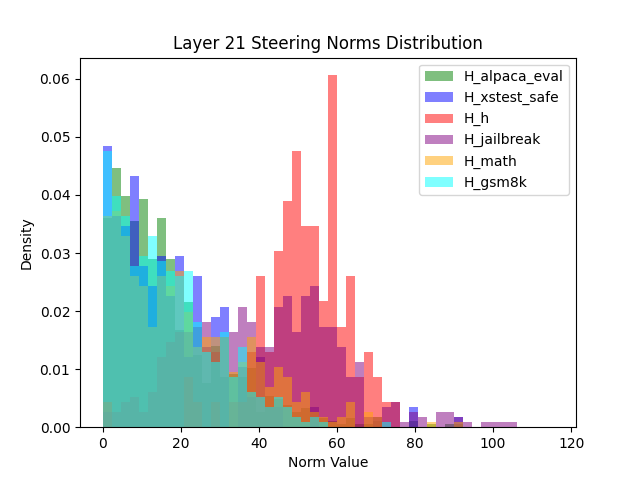 Layer 21 Steering Norms Distribution
H_alpaca_eval
H_xstest_safe
H_h
H_jailbreak
H_math
H_gsm8k
0.06
0.05
0.04
0.03
0.02
0.01
0.00
Density
0 20 40 60 80 100 120
Norm Value